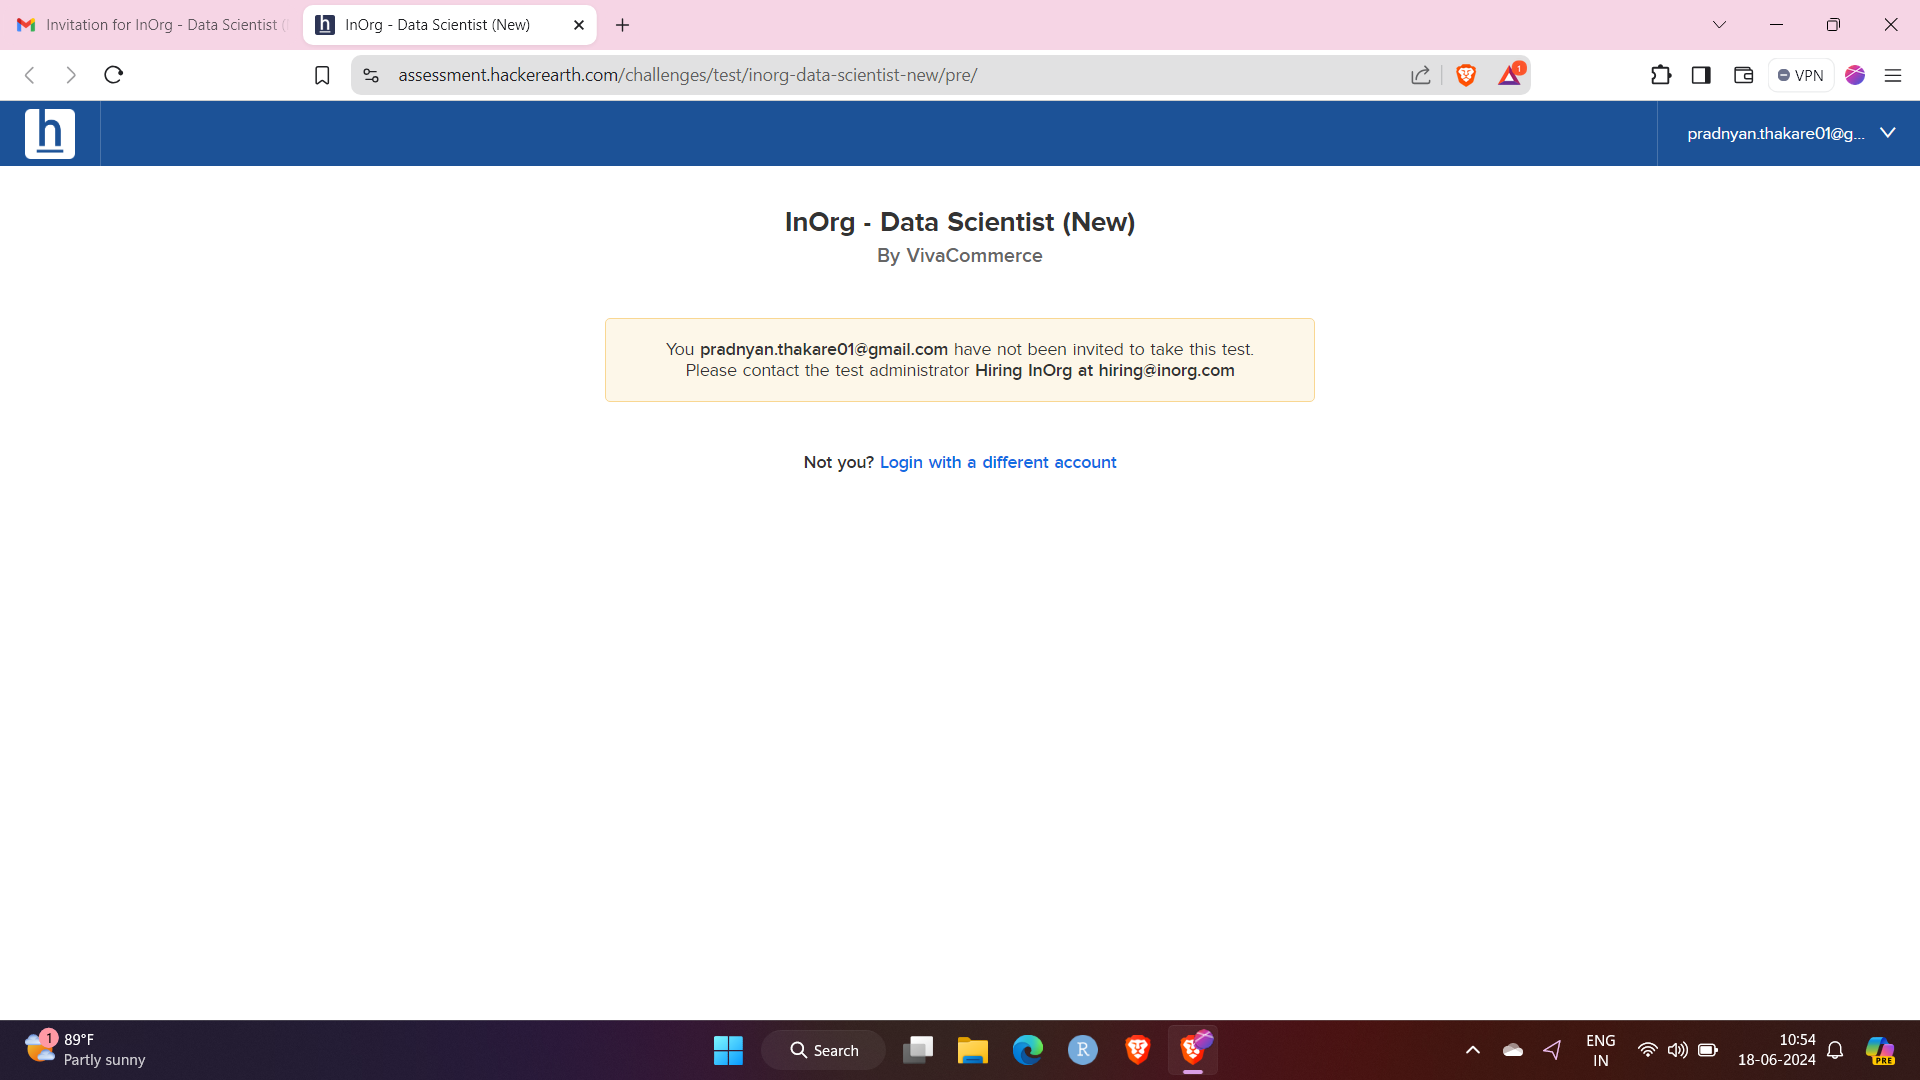 Invitation for InOrg - Data Scientist (
InOrg - Data Scientist (New)
assessment.hackerearth.com/challenges/test/inorg-data-scientist-new/pre/
1
VPN
h
pradnyan.thakare01@g...
InOrg - Data Scientist (New)
By VivaCommerce
You pradnyan.thakare01@gmail.com have not been invited to take this test.
Please contact the test administrator Hiring InOrg at hiring@inorg.com
Not you? Login with a different account
1
89°F
Partly sunny
Search
R
ENG
IN
10:54
18-06-2024
PRE